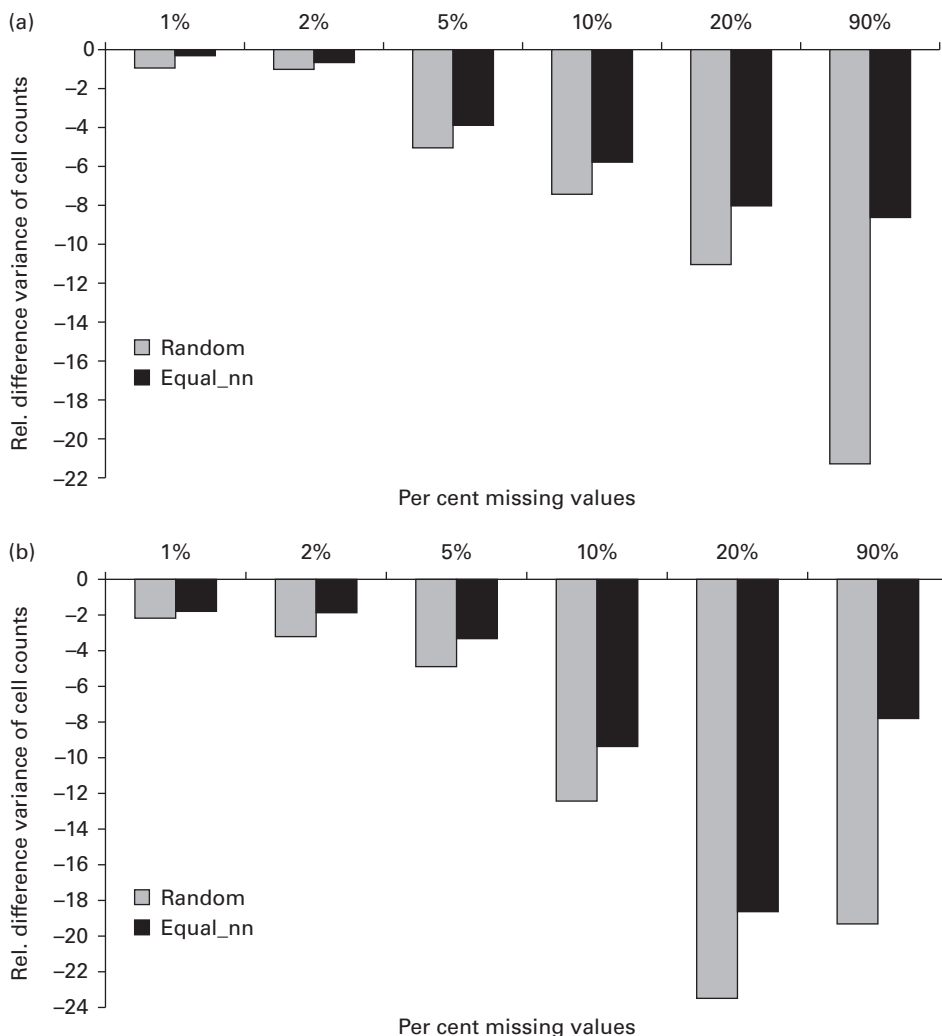 (a)
1% 2% 5% 10% 20% 90%
Rel. difference variance of cell counts
0
–2
–4
–6
–8
–10
–12
–14
–16
–18
–20
–22
Random
Equal_nn
Per cent missing values
(b)
1% 2% 5% 10% 20% 90%
Rel. difference variance of cell counts
0
–2
–4
–6
–8
–10
–12
–14
–16
–18
–20
–22
–24
Random
Equal_nn
Per cent missing values